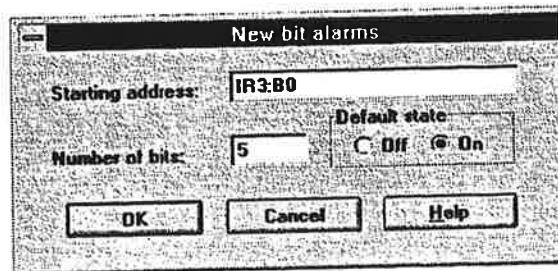 New bit alarms
Starting address: IR3:B0
Default state
Number of bits: 5 Off On
OK Cancel Help